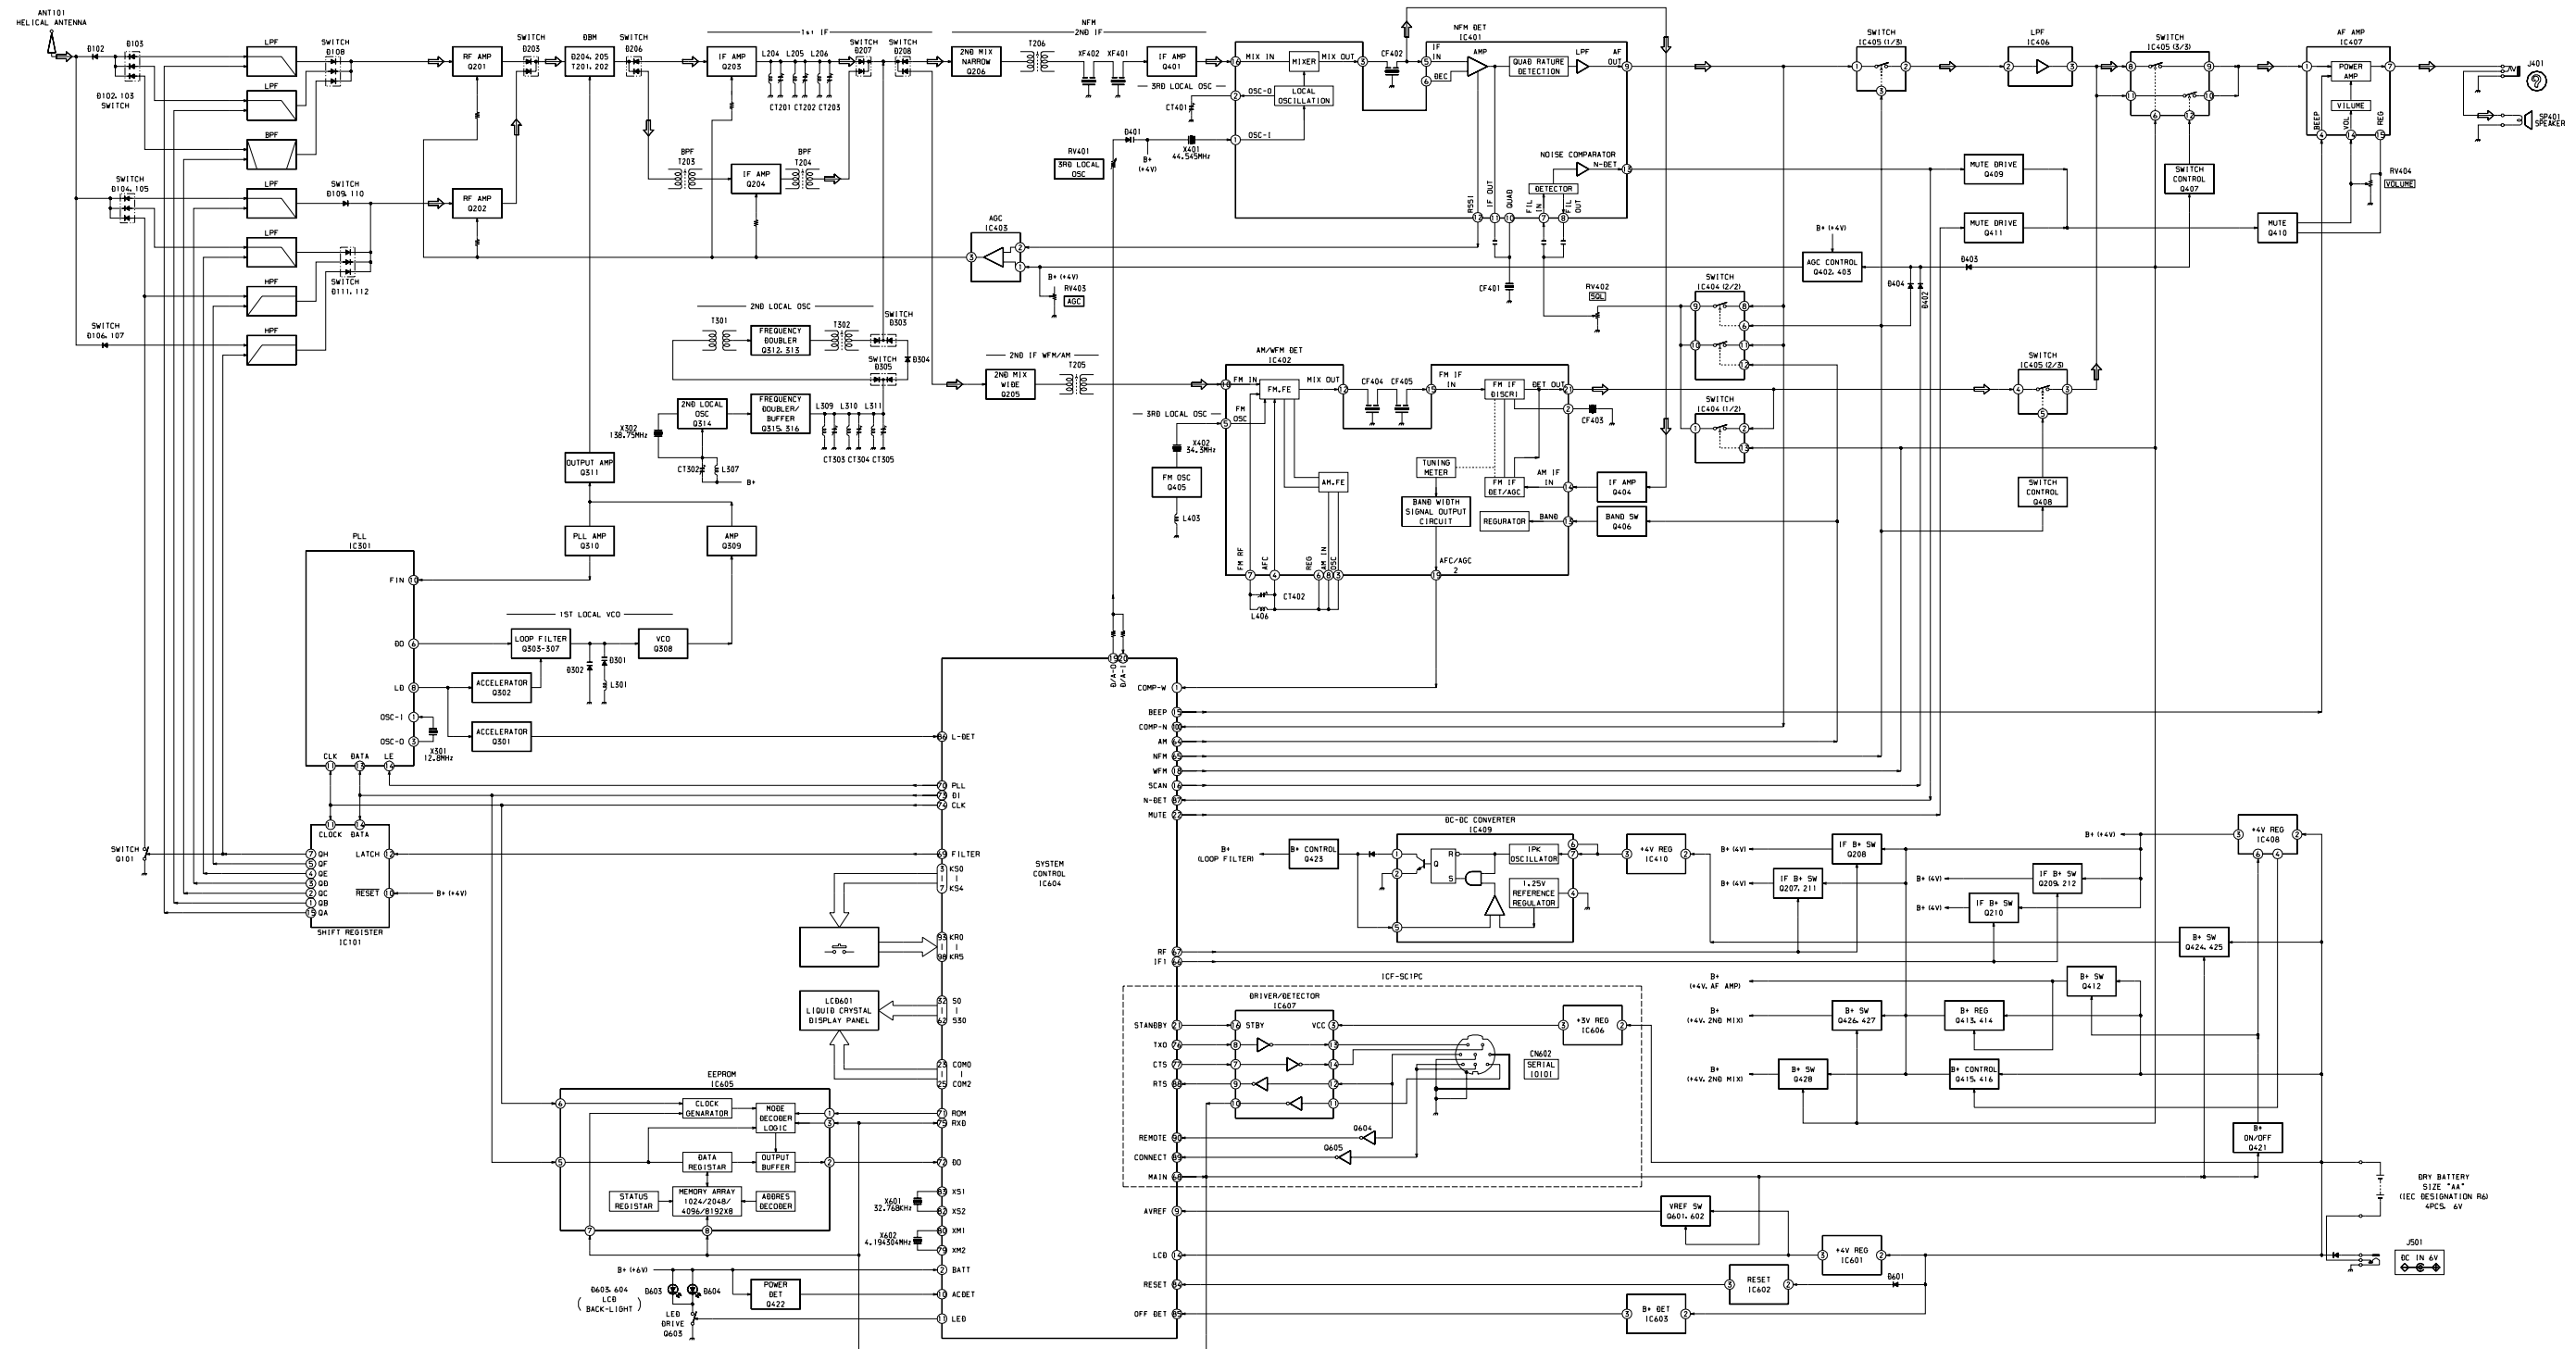 ANT101
HELICAL ANTENNA
D102
D103
D102, 103
SWITCH
LPF
SWITCH
D108
LPF
BPF
SWITCH
D104, 105
LPF
SWITCH
D109, 110
LPF
HPF
SWITCH
D111, 112
SWITCH
D106, 107
HPF
RF AMP
Q201
SWITCH
D203
DBM
D204, 205
T201, 202
SWITCH
D206
RF AMP
Q202
1st IF
IF AMP
Q203
L204 L205 L206
CT201 CT202 CT203
SWITCH
D207
SWITCH
D208
BPF
T203
IF AMP
Q204
BPF
T204
NFM
2ND IF
2ND MIX
NARROW
Q206
T206
XF402 XF401
IF AMP
Q401
3RD LOCAL OSC
CT401
D401
RV401
3RD LOCAL
OSC
B+
(+4V)
X401
44.545MHz
NFM DET
IC401
MIX IN
MIXER
MIX OUT
OSC-O
LOCAL
OSCILLATION
OSC-I
CF402
IF
IN
AMP
DEC
QUAD RATURE
DETECTION
LPF
AF
OUT
NOISE COMPARATOR
N-DET
DETECTOR
RSSI
IF OUT
QUAD
FIL
IN
FIL
OUT
CF401
AGC
IC403
B+ (+4V)
RV403
AGC
SWITCH
IC405 (1/3)
LPF
IC406
SWITCH
IC405 (3/3)
AF AMP
IC407
POWER
AMP
VILUME
BEEP
VOL
REG
J401
SP401
SPEAKER
RV404
VOLUME
MUTE DRIVE
Q409
MUTE DRIVE
Q411
SWITCH
CONTROL
Q407
MUTE
Q410
B+ (+4V)
AGC CONTROL
Q402, 403
D403
D404
D402
RV402
SQL
SWITCH
IC404 (2/2)
SWITCH
IC404 (1/2)
SWITCH
IC405 (2/3)
SWITCH
CONTROL
Q408
2ND LOCAL OSC
T301
FREQUENCY
DOUBLER
Q312, 313
T302
SWITCH
D303
SWITCH
D305
D304
2ND LOCAL
OSC
Q314
FREQUENCY
DOUBLER/
BUFFER
Q315, 316
L309 L310 L311
CT303 CT304 CT305
X302
138.75MHz
CT302
L307
B+
2ND IF WFM/AM
2ND MIX
WIDE
Q205
T205
AM/WFM DET
IC402
FM IN
FM.FE
MIX OUT
CF404 CF405
FM IF
IN
FM IF
DISCRI
DET OUT
CF403
3RD LOCAL OSC
FM
OSC
X402
34.3MHz
FM OSC
Q405
L403
TUNING
METER
AM.FE
FM IF
DET/AGC
AM IF
IN
BAND WIDTH
SIGNAL OUTPUT
CIRCUIT
REGURATOR
BAND
FM RF
AFC
REG
AM IN
OSC
AFC/AGC
2
CT402
L406
IF AMP
Q404
BAND SW
Q406
OUTPUT AMP
Q311
PLL AMP
Q310
AMP
Q309
PLL
IC301
FIN
DO
LD
OSC-I
OSC-O
X301
12.8MHz
CLK DATA LE
1ST LOCAL VCO
LOOP FILTER
Q303-307
VCO
Q308
D302
D301
L301
ACCELERATOR
Q302
ACCELERATOR
Q301
SWITCH
Q101
CLOCK DATA
QH
QF
QE
QD
QC
QB
QA
LATCH
RESET
B+ (+4V)
SHIFT REGISTER
IC101
SYSTEM
CONTROL
IC604
D/A-O
D/A-I
L-DET
PLL
DI
CLK
FILTER
KS0
KS4
KR0
KR5
S0
S30
COM0
COM2
ROM
RXD
DO
XS1
XS2
XM1
XM2
BATT
ACDET
LED
COMP-W
BEEP
COMP-N
AM
NFM
WFM
SCAN
N-DET
MUTE
RF
IF1
STANDBY
TXD
CTS
RTS
REMOTE
CONNECT
MAIN
AVREF
LCD
RESET
OFF DET
LCD601
LIQUID CRYSTAL
DISPLAY PANEL
EEPROM
IC605
CLOCK
GENARATOR
MODE
DECODER
LOGIC
DATA
REGISTAR
OUTPUT
BUFFER
STATUS
REGISTAR
MEMORY ARRAY
1024/2048/
4096/8192X8
ADDRES
DECODER
X601
32.768KHz
X602
4.194304MHz
B+ (+6V)
D603, 604
LCD
BACK-LIGHT
D603
D604
LED
DRIVE
Q603
POWER
DET
Q422
B+
(LOOP FILTER)
B+ CONTROL
Q423
DC-DC CONVERTER
IC409
R
Q
S
IPK
OSCILLATOR
1.25V
REFERENCE
REGULATOR
+4V REG
IC410
B+ (4V)
IF B+ SW
Q208
B+ (4V)
IF B+ SW
Q207, 211
B+ (4V)
IF B+ SW
Q209, 212
IF B+ SW
Q210
B+ (+4V)
+4V REG
IC408
B+ SW
Q424, 425
ICF-SC1PC
DRIVER/DETECTOR
IC607
STBY
VCC
+3V REG
IC606
CN602
SERIAL
IOIOI
Q604
Q605
B+
(+4V, AF AMP)
B+ SW
Q412
B+
(+4V, 2ND MIX)
B+ SW
Q426, 427
B+ REG
Q413, 414
B+
(+4V, 2ND MIX)
B+ SW
Q428
B+ CONTROL
Q415, 416
B+
ON/OFF
Q421
DRY BATTERY
SIZE "AA"
(IEC DESIGNATION R6)
4PCS, 6V
VREF SW
Q601, 602
+4V REG
IC601
RESET
IC602
D601
B+ DET
IC603
J501
DC IN 6V